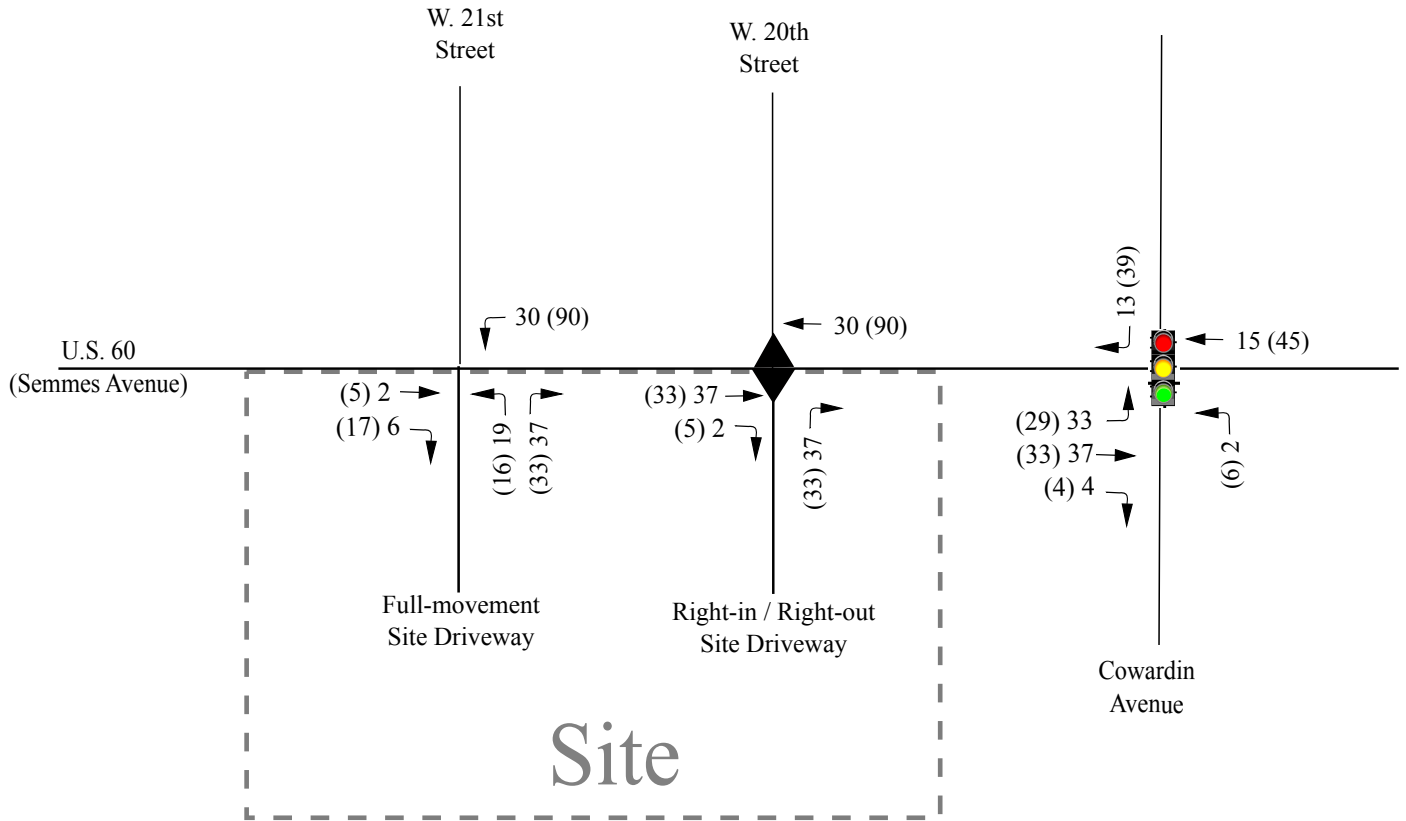 W. 21st
Street
W. 20th
Street
13 (39)
30 (90)
30 (90)
15 (45)
U.S. 60
(Semmes Avenue)
(5) 2
(17) 6
(16) 19
(33) 37
(33) 37
(5) 2
(33) 37
(29) 33
(33) 37
(4) 4
(6) 2
Full-movement
Site Driveway
Right-in / Right-out
Site Driveway
Cowardin
Avenue
Site